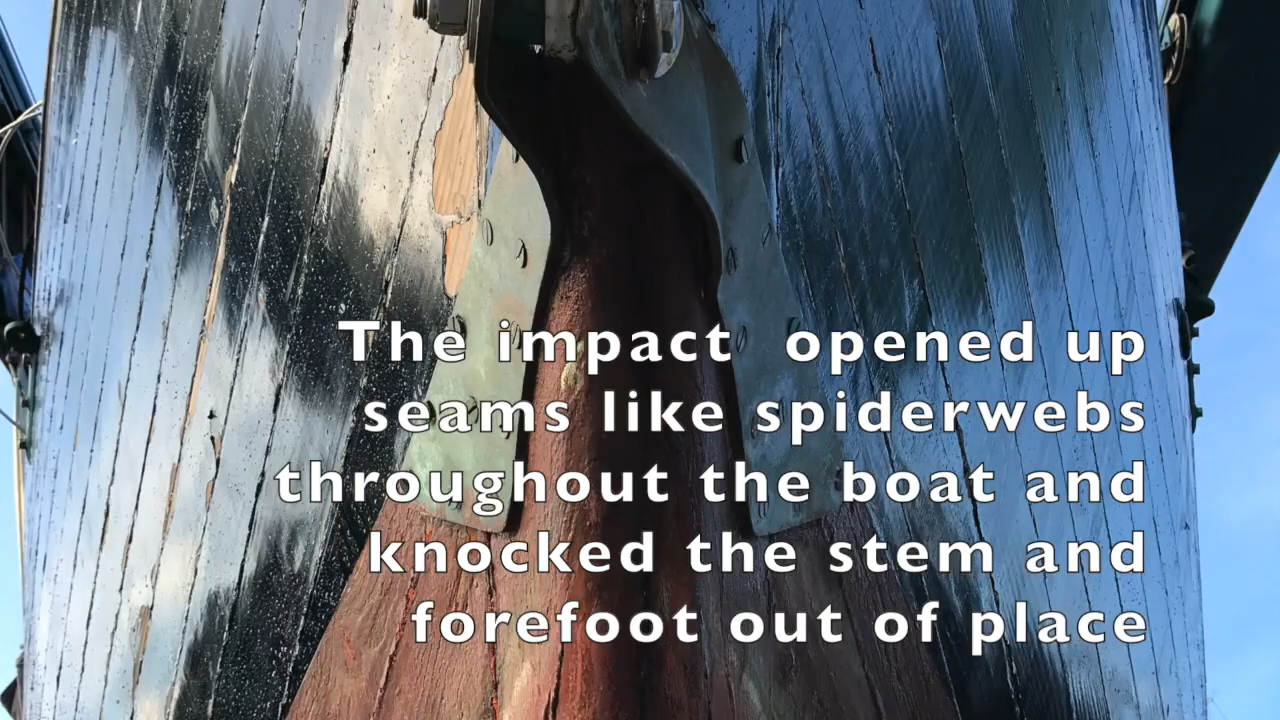 The impact  opened up
seams like spiderwebs
throughout the boat and
knocked the stem and
forefoot out of place